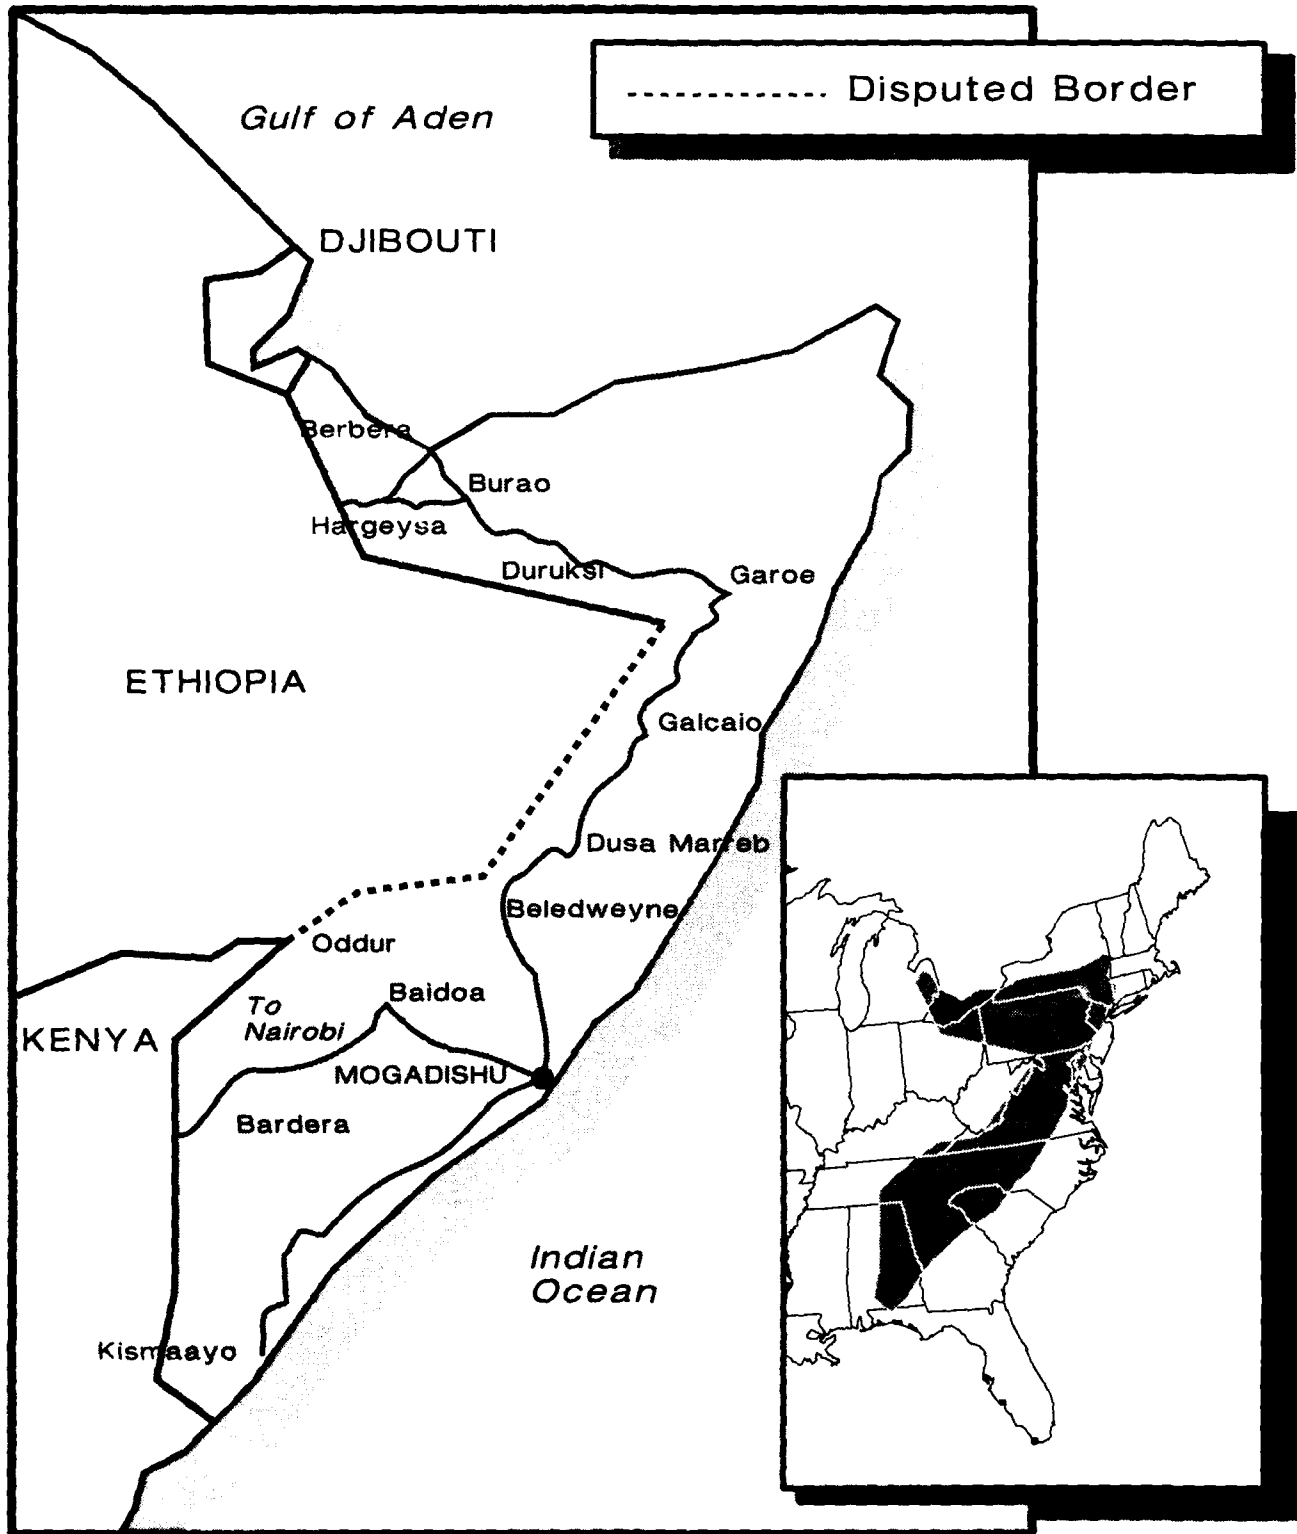 Disputed Border
Gulf of Aden
DJIBOUTI
Berbera
Burao
Hargeysa
Duruksi
Garoe
ETHIOPIA
Galcaio
Dusa Marreb
Beledweyne
Oddur
Baidoa
To
Nairobi
KENYA
MOGADISHU
Bardera
Indian
Ocean
Kismaayo